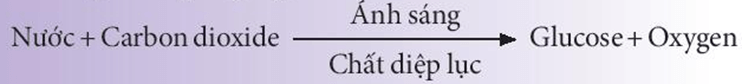 Ánh sáng
Nước + Carbon dioxide → Glucose + Oxygen
Chất diệp lục